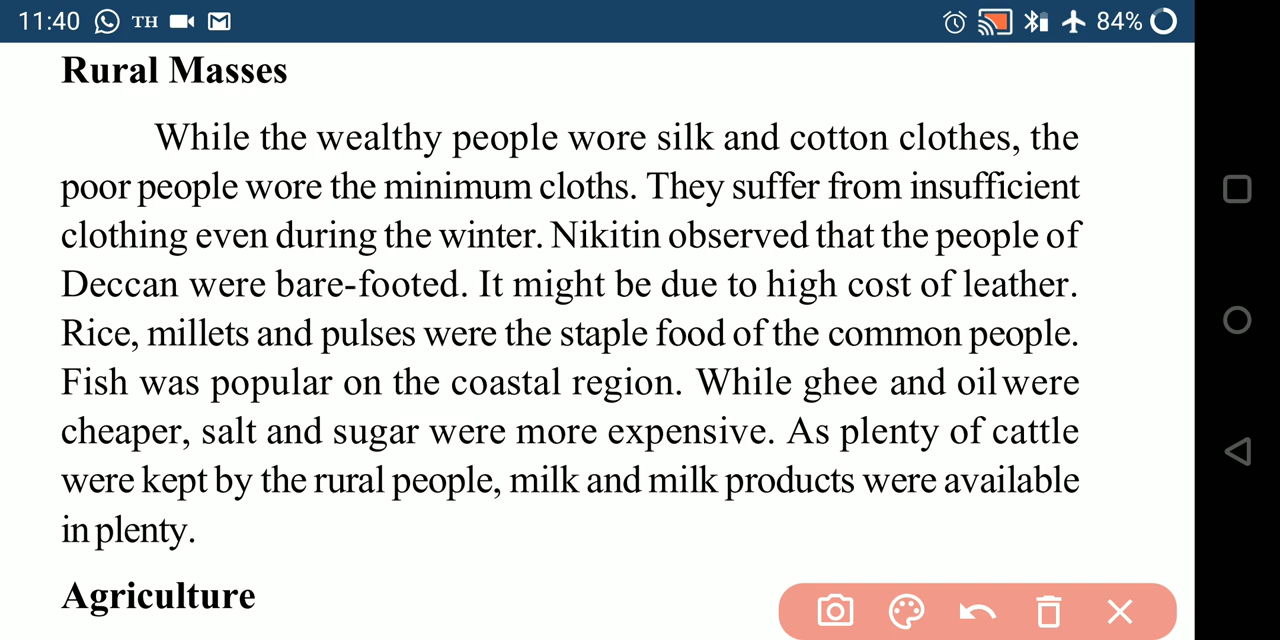 11:40 TH 84%
Rural Masses
While the wealthy people wore silk and cotton clothes, the
poor people wore the minimum cloths. They suffer from insufficient
clothing even during the winter. Nikitin observed that the people of
Deccan were bare-footed. It might be due to high cost of leather.
Rice, millets and pulses were the staple food of the common people.
Fish was popular on the coastal region. While ghee and oil were
cheaper, salt and sugar were more expensive. As plenty of cattle
were kept by the rural people, milk and milk products were available
in plenty.
Agriculture